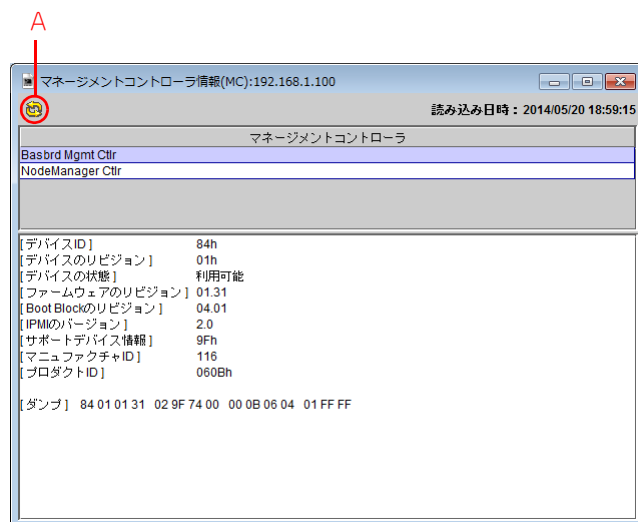 A
マネージメントコントローラ情報(MC):192.168.1.100
読み込み日時：2014/05/20 18:59:15
マネージメントコントローラ
Basbrd Mgmt Ctlr
NodeManager Ctlr
[デバイスID] 84h
[デバイスのリビジョン] 01h
[デバイスの状態] 利用可能
[ファームウェアのリビジョン] 01.31
[Boot Blockのリビジョン] 04.01
[IPMIのバージョン] 2.0
[サポートデバイス情報] 9Fh
[マニュファクチャID] 116
[プロダクトID] 060Bh
[ダンプ] 84 01 01 31 02 9F 74 00 00 0B 06 04 01 FF FF